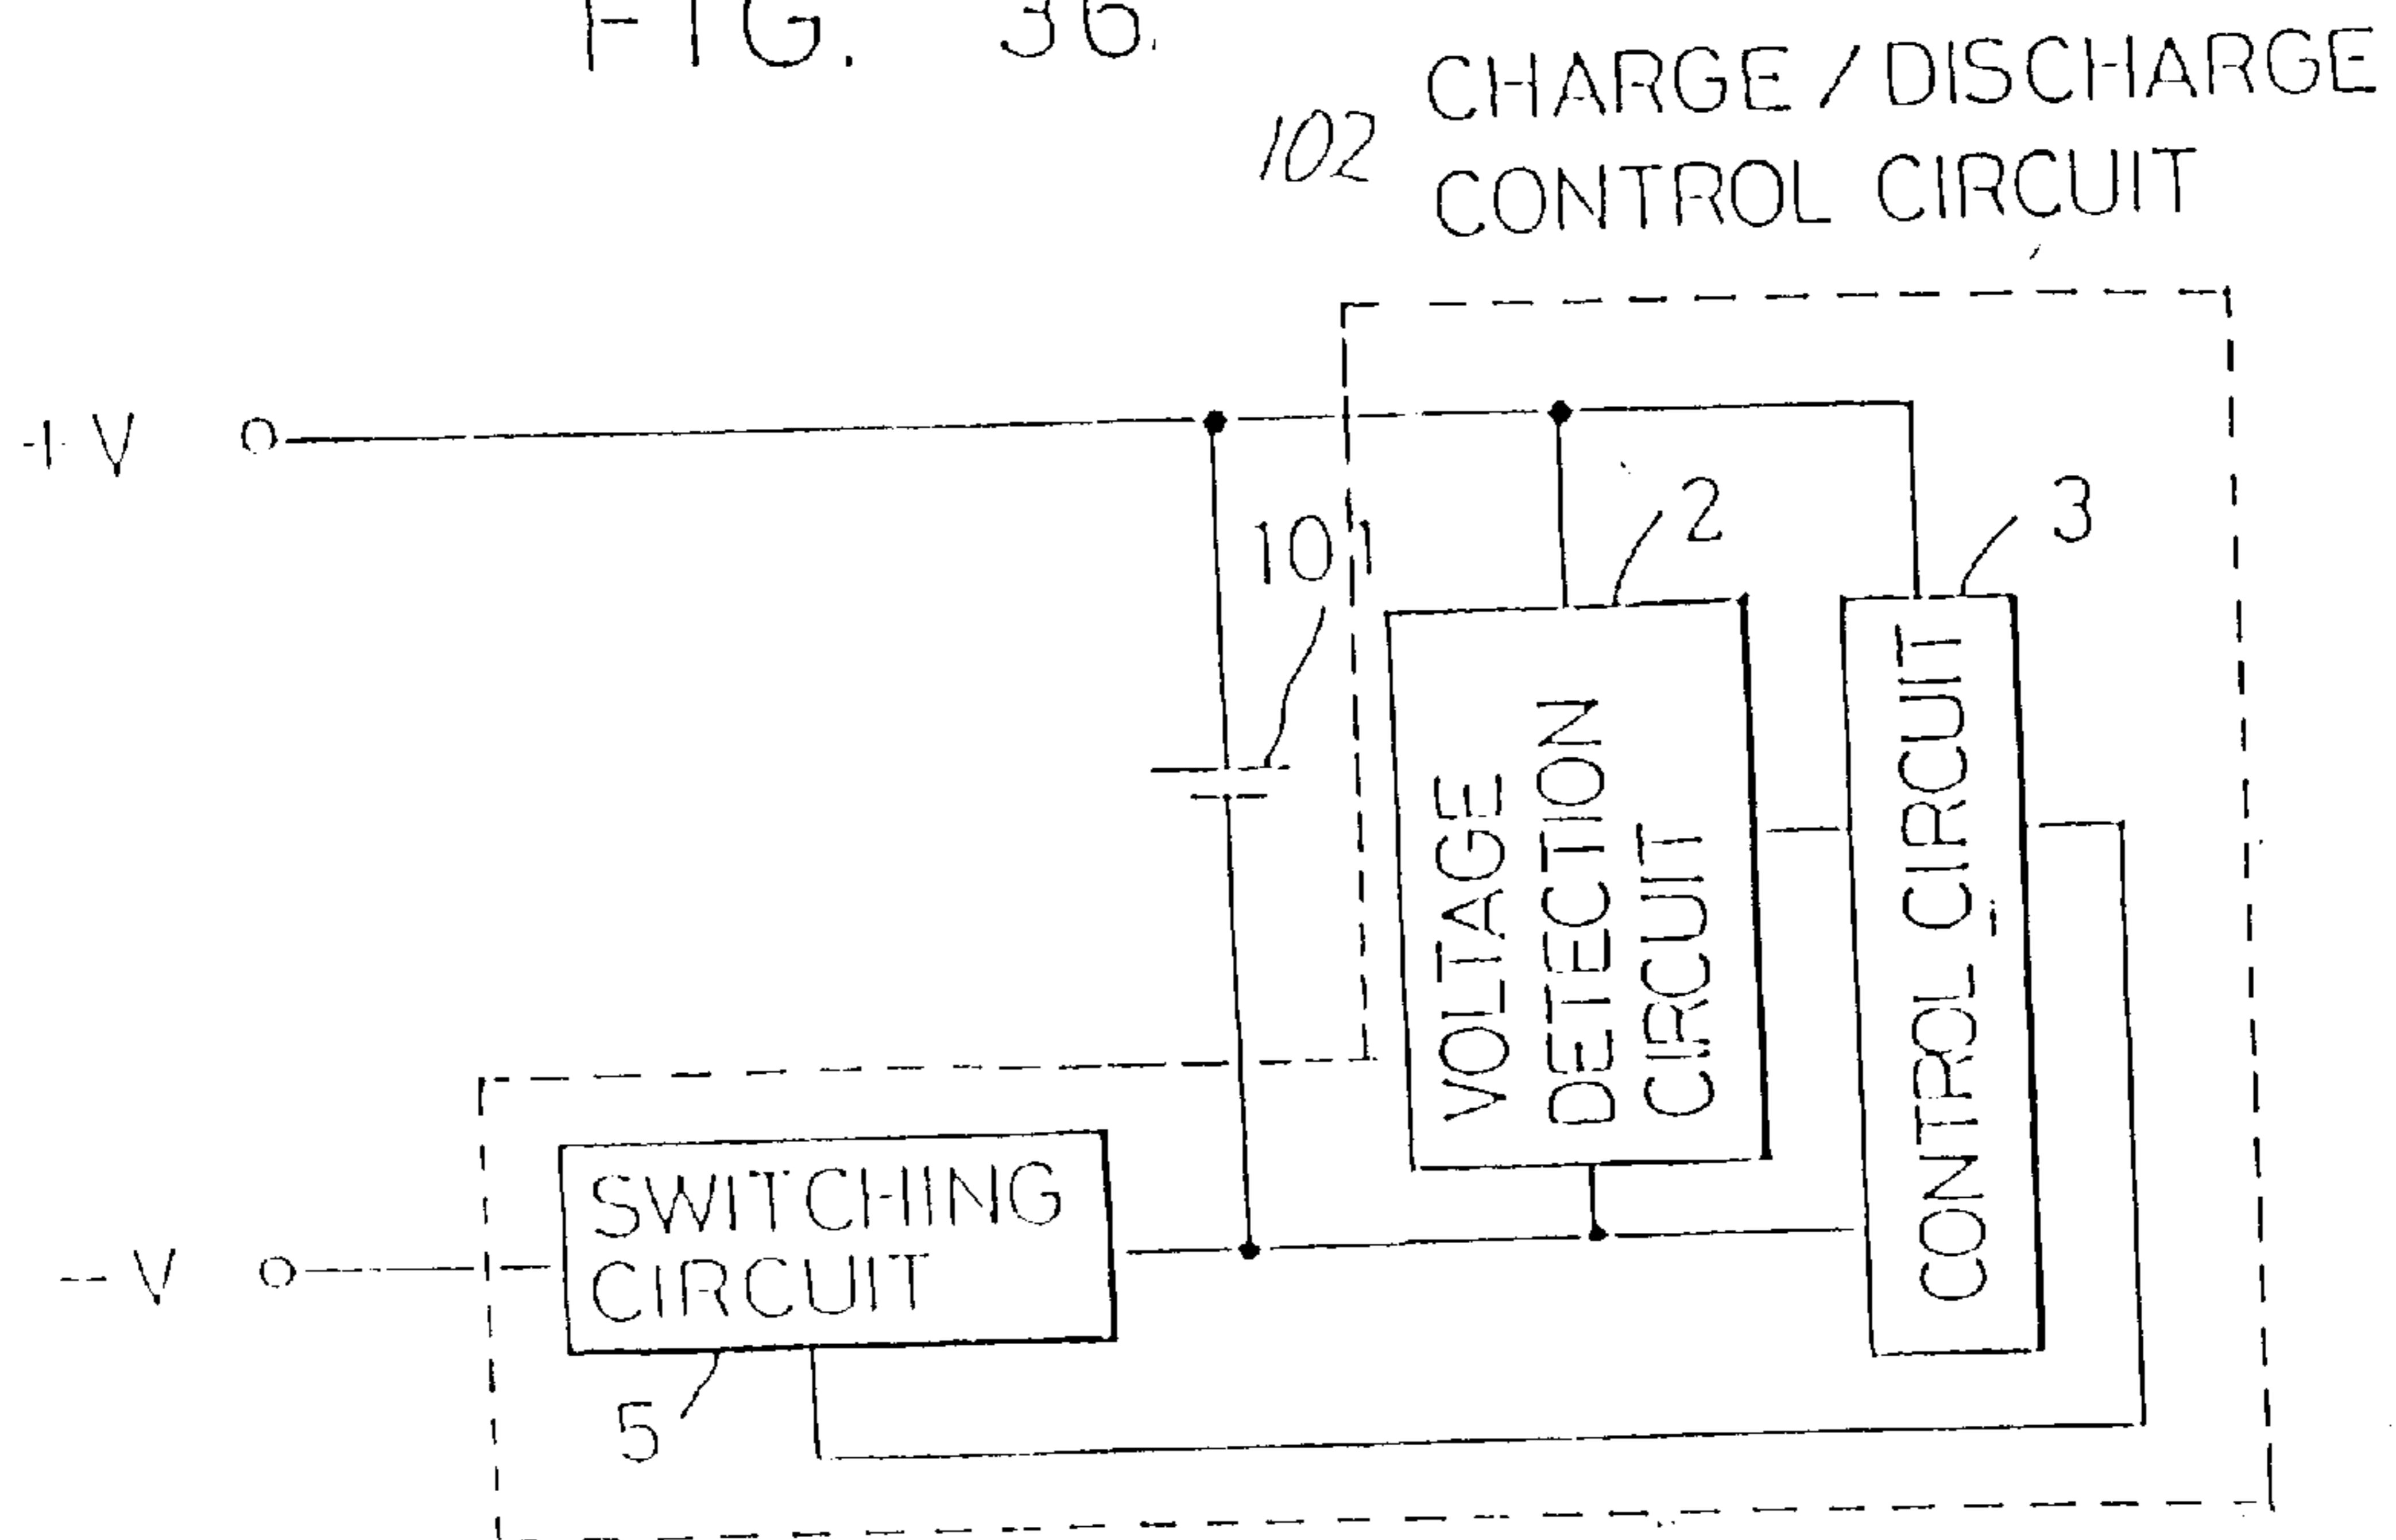 FIG. 36.
102
CHARGE / DISCHARGE
CONTROL CIRCUIT
+V
101
2
3
VOLTAGE
DETECTION
CIRCUIT
CONTROL CIRCUIT
SWITCHING
CIRCUIT
-V
5